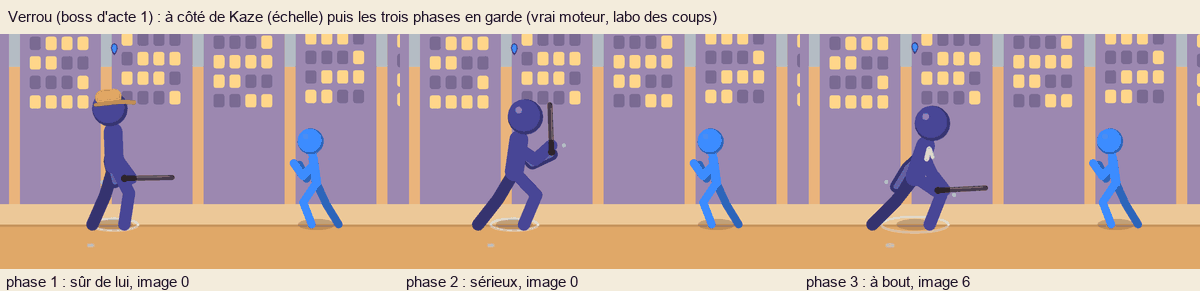 Verrou (boss d'acte 1) : à côté de Kaze (échelle) puis les trois phases en garde (vrai moteur, labo des coups)
phase 1 : sûr de lui, image 0
phase 2 : sérieux, image 0
phase 3 : à bout, image 6